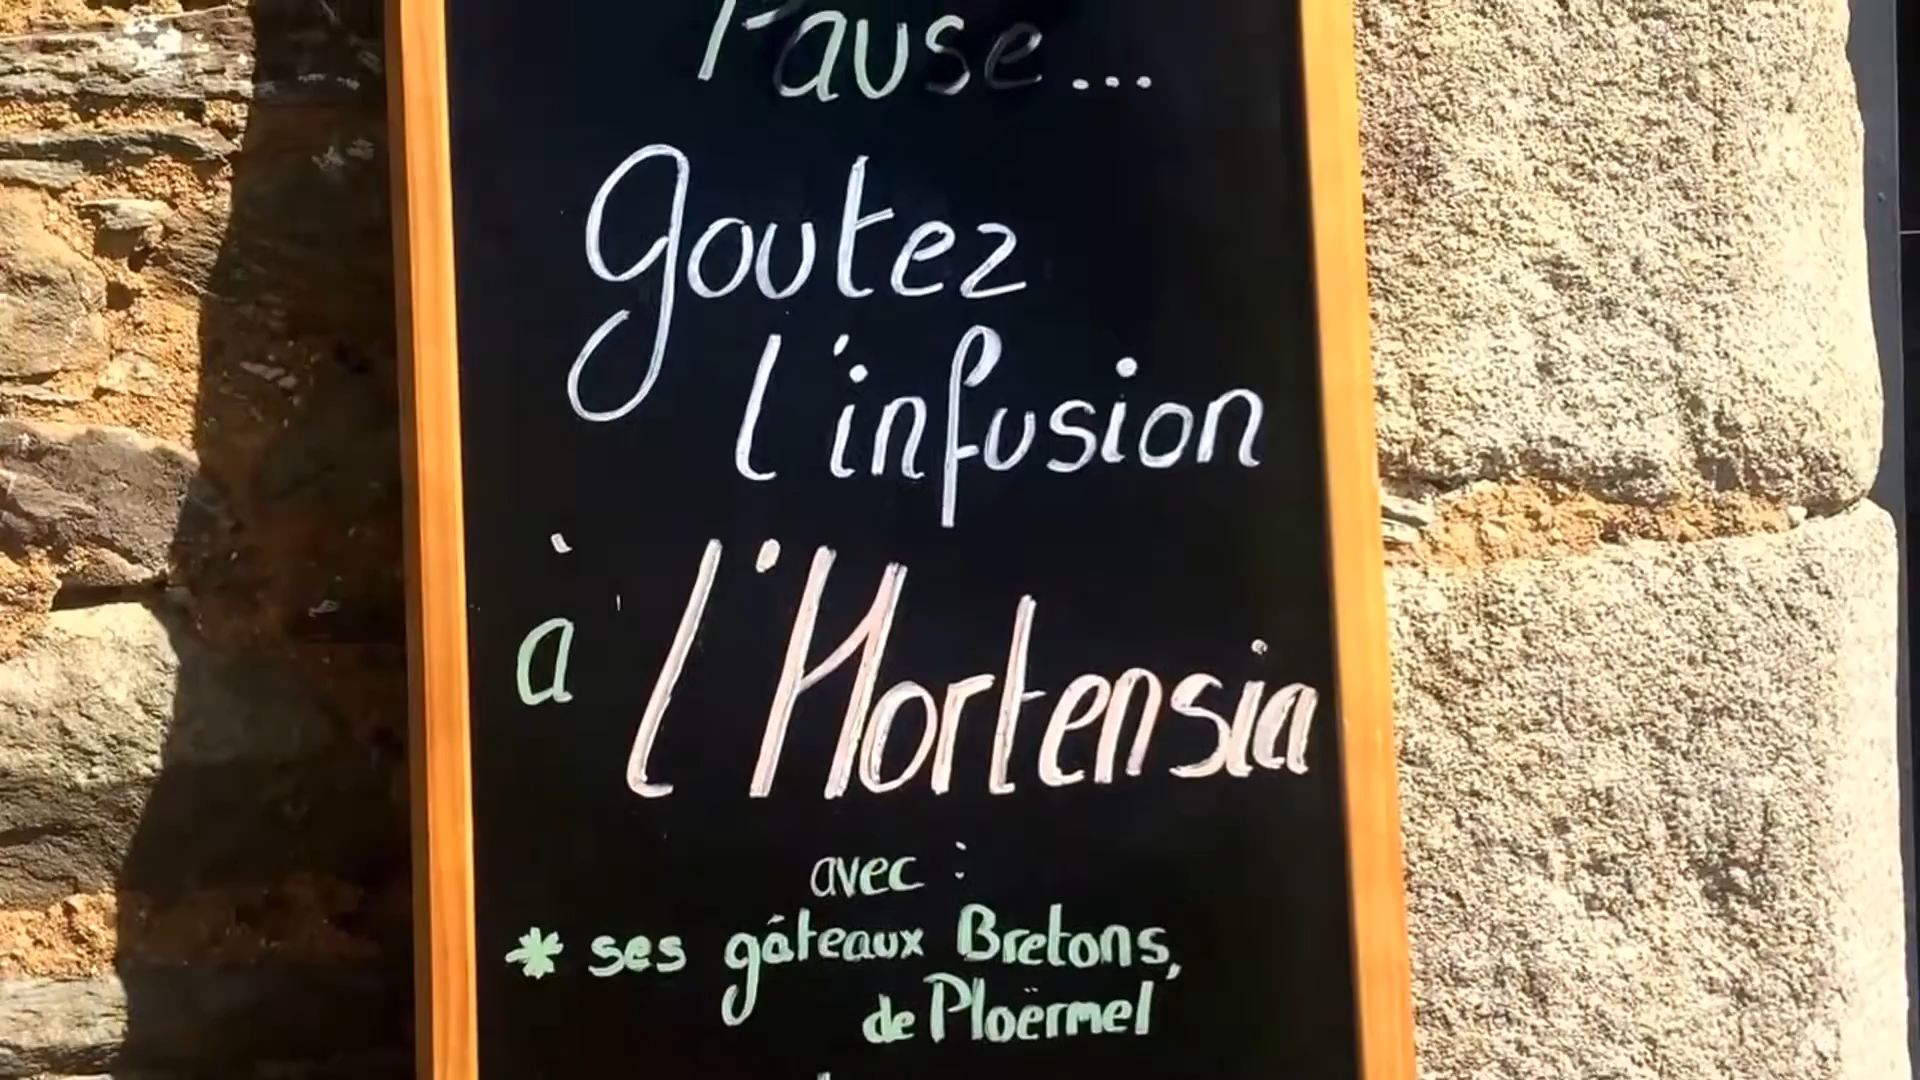 Pause...
Goutez
l'infusion
à l'Hortensia
avec :
* ses gâteaux Bretons,
de Ploërmel